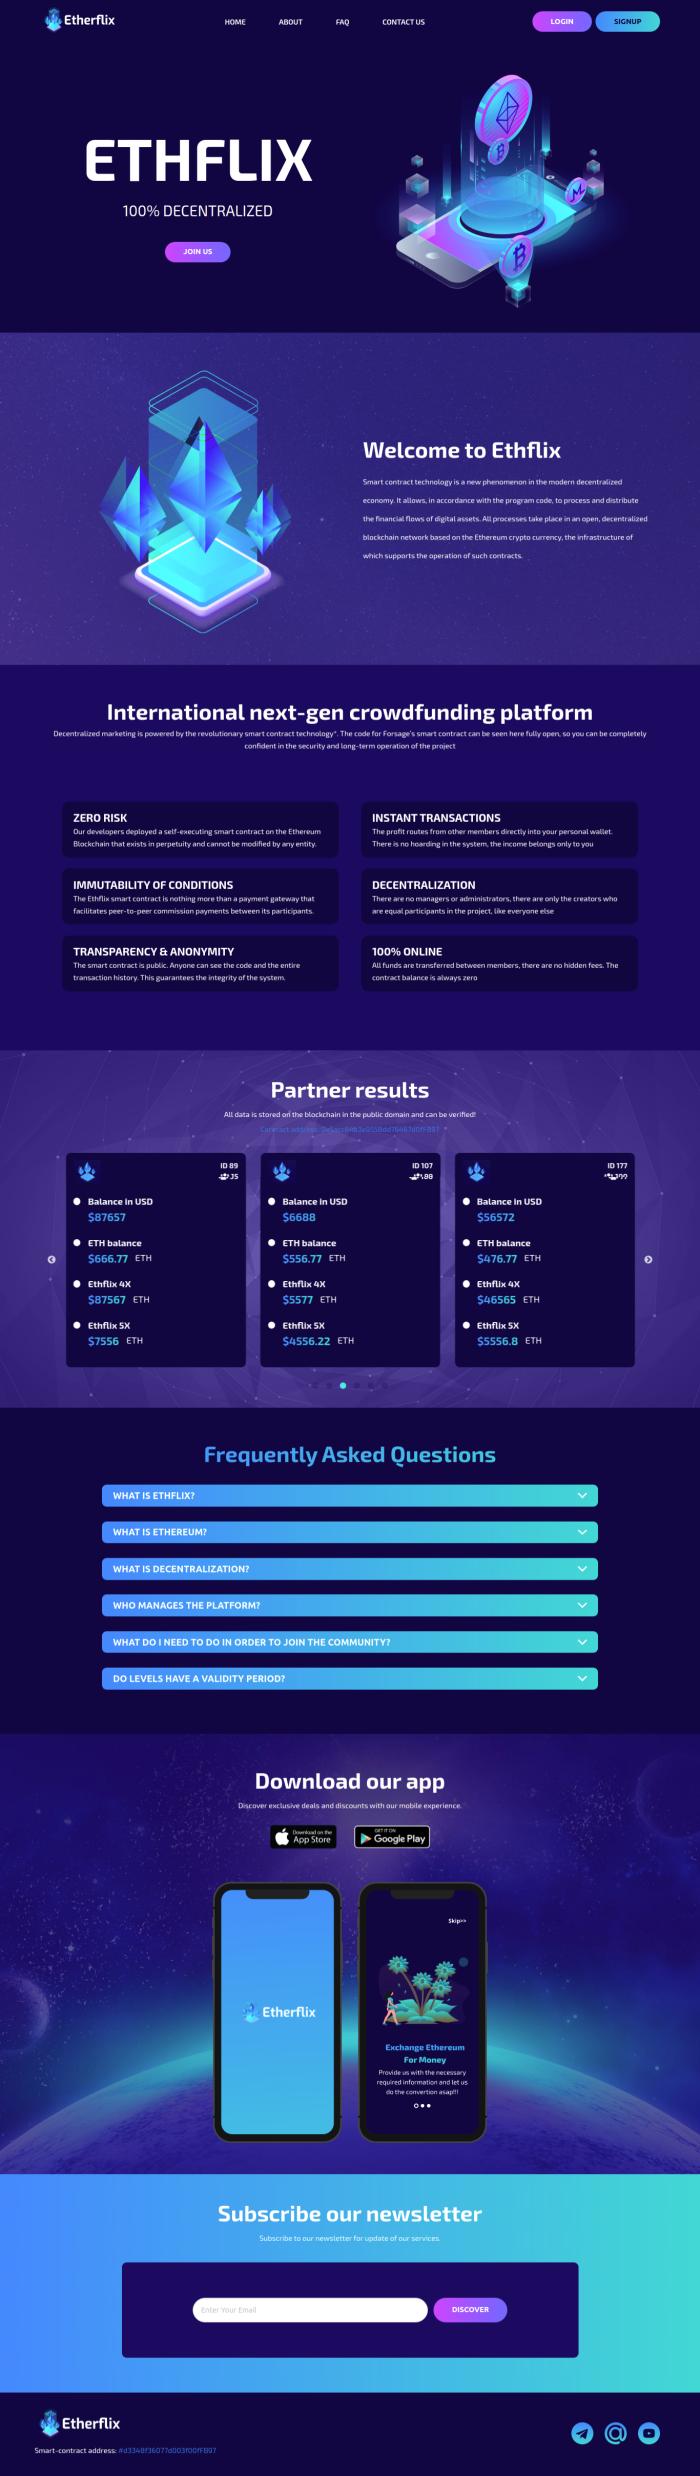 Etherflix
HOME ABOUT FAQ CONTACT US LOGIN SIGNUP
ETHFLIX
100% DECENTRALIZED
JOIN US
Welcome to Ethflix
Smart contract technology is a new phenomenon in the modern decentralized
economy. It allows, in accordance with the program code, to process and distribute
the financial flows of digital assets. All processes take place in an open, decentralized
blockchain network based on the Ethereum crypto currency, the infrastructure of
which supports the operation of such contracts.
International next-gen crowdfunding platform
Decentralized marketing is powered by the revolutionary smart contract technology". The code for Forsage's smart contract can be seen here fully open, so you can be completely
confident in the security and long-term operation of the project
ZERO RISK
Our developers deployed a self-executing smart contract on the Ethereum
Blockchain that exists in perpetuity and cannot be modified by any entity.
INSTANT TRANSACTIONS
The profit routes from other members directly into your personal wallet.
There is no hoarding in the system, the income belongs only to you
IMMUTABILITY OF CONDITIONS
The Ethflix smart contract is nothing more than a payment gateway that
facilitates peer-to-peer commission payments between its participants.
DECENTRALIZATION
There are no managers or administrators, there are only the creators who
are equal participants in the project, like everyone else
TRANSPARENCY & ANONYMITY
The smart contract is public. Anyone can see the code and the entire
transaction history. This guarantees the integrity of the system.
100% ONLINE
All funds are transferred between members, there are no hidden fees. The
contract balance is always zero
Partner results
All data is stored on the blockchain in the public domain and can be verified!
Contract address:
ID 89
Balance in USD
$87657
ETH balance
$666.77 ETH
Ethflix 4X
$87567 ETH
Ethflix 5X
$7556 ETH
ID 107
Balance in USD
$6688
ETH balance
$556.77 ETH
Ethflix 4X
$5577 ETH
Ethflix 5X
$4556.22 ETH
ID 177
Balance in USD
$56572
ETH balance
$476.77 ETH
Ethflix 4X
$46565 ETH
Ethflix 5X
$5556.8 ETH
Frequently Asked Questions
WHAT IS ETHFLIX?
WHAT IS ETHEREUM?
WHAT IS DECENTRALIZATION?
WHO MANAGES THE PLATFORM?
WHAT DO I NEED TO DO IN ORDER TO JOIN THE COMMUNITY?
DO LEVELS HAVE A VALIDITY PERIOD?
Download our app
Discover exclusive deals and discounts with our mobile experience.
Download on the
App Store
GET IT ON
Google Play
Etherflix
Skip>>
Exchange Ethereum
For Money
Provide us with the necessary
required information and let us
do the convertion asap!!!
Subscribe our newsletter
Subscribe to our newsletter for update of our services.
Enter Your Email
DISCOVER
Etherflix
Smart-contract address: #d3348f36077d003f00fFB97